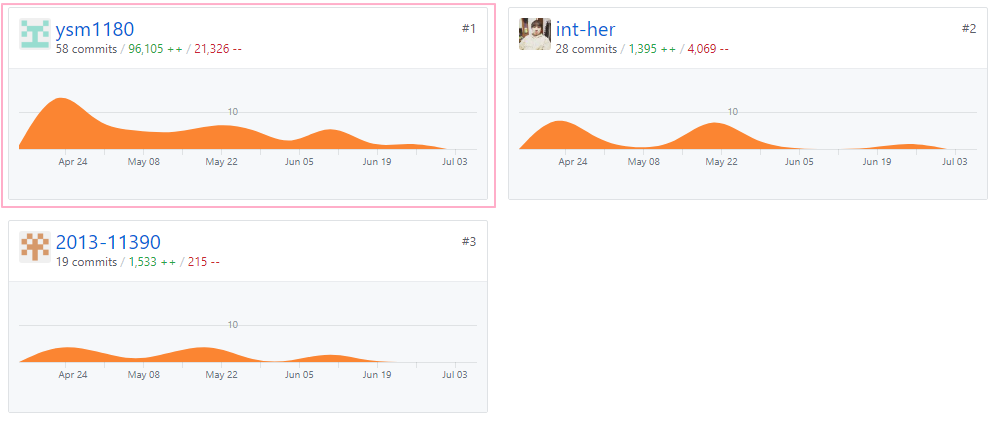 ysm1180 #1
58 commits / 96,105 ++ / 21,326 --
10
Apr 24 May 08 May 22 Jun 05 Jun 19 Jul 03
int-her #2
28 commits / 1,395 ++ / 4,069 --
10
Apr 24 May 08 May 22 Jun 05 Jun 19 Jul 03
2013-11390 #3
19 commits / 1,533 ++ / 215 --
10
Apr 24 May 08 May 22 Jun 05 Jun 19 Jul 03